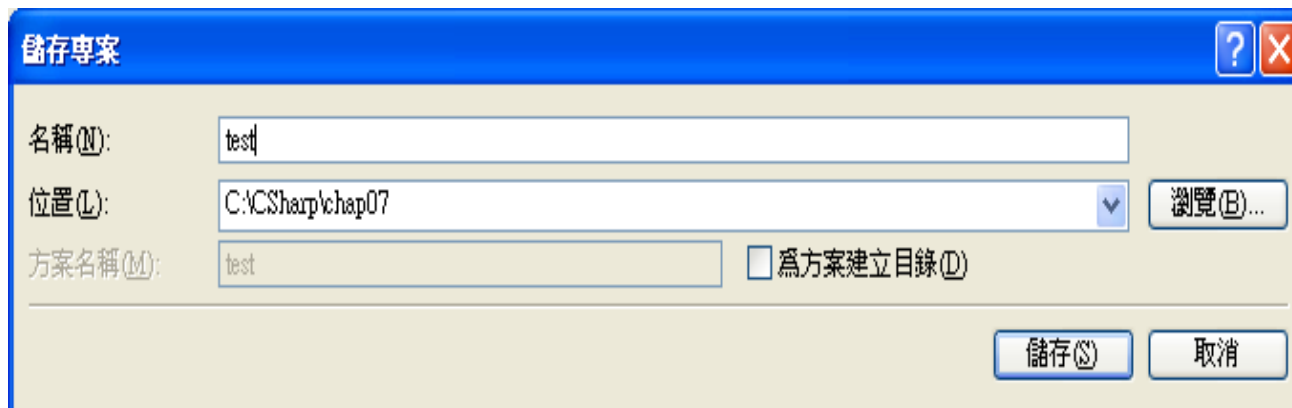 儲存專案
名稱(N): test
位置(L): C:\CSharp\chap07 瀏覽(B)...
方案名稱(M): test 爲方案建立目錄(D)
儲存(S) 取消